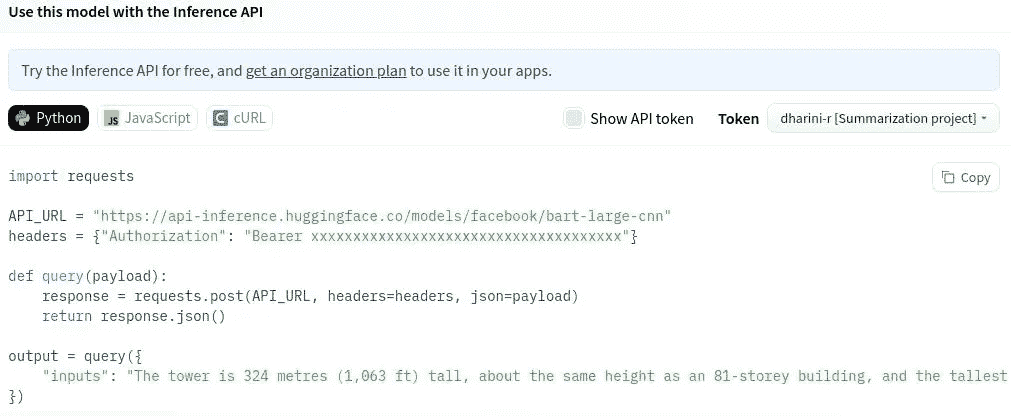 Use this model with the Inference API
Try the Inference API for free, and get an organization plan to use it in your apps.
Python JS JavaScript cURL Show API token Token dharini-r [Summarization project]
import requests
Copy
API_URL = "https://api-inference.huggingface.co/models/facebook/bart-large-cnn"
headers = {"Authorization": "Bearer xxxxxxxxxxxxxxxxxxxxxxxxxxxxxxxxxxxxx"}
def query(payload):
    response = requests.post(API_URL, headers=headers, json=payload)
    return response.json()
output = query({
    "inputs": "The tower is 324 metres (1,063 ft) tall, about the same height as an 81-storey building, and the tallest
})